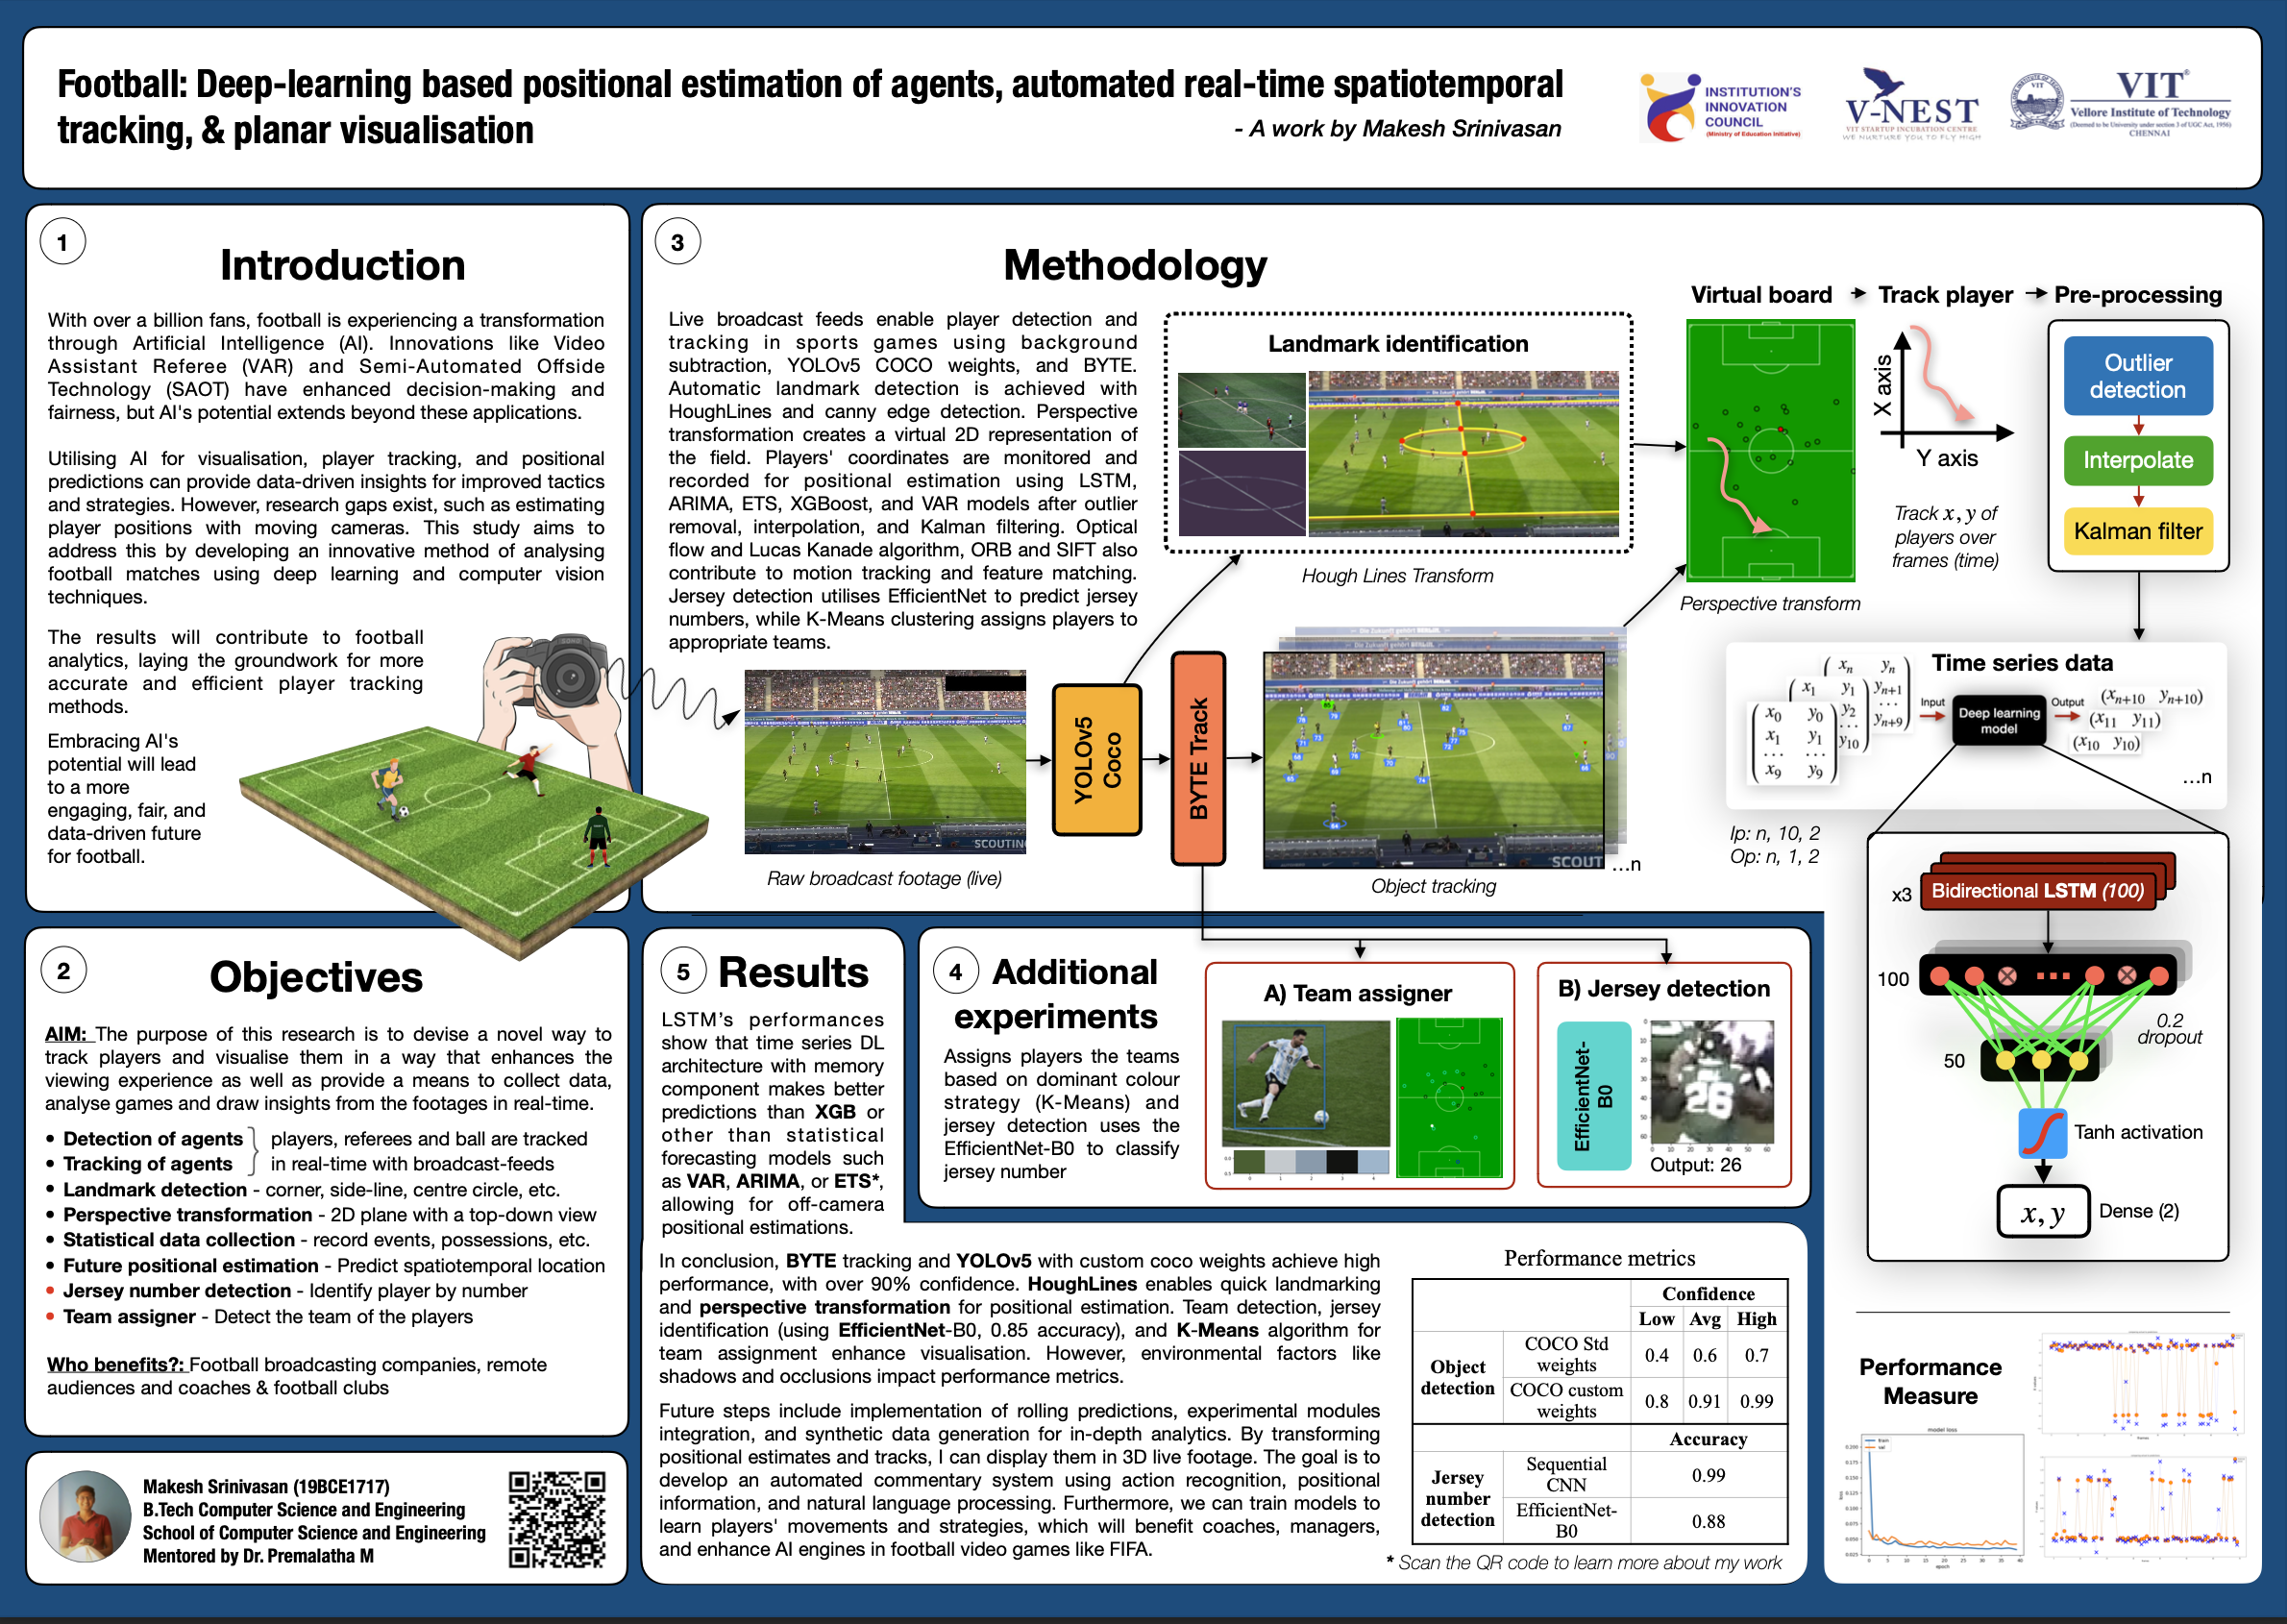 Football: Deep-learning based positional estimation of agents, automated real-time spatiotemporal
tracking, & planar visualisation
- A work by Makesh Srinivasan
INSTITUTION'S
INNOVATION
COUNCIL
(Ministry of Education Initiative)
V-NEST
VIT STARTUP INCUBATION CENTRE
WE NURTURE YOU TO FLY HIGH
VIT®
Vellore Institute of Technology
(Deemed to be University under section 3 of UGC Act, 1956)
CHENNAI
1
Introduction
With over a billion fans, football is experiencing a transformation
through Artificial Intelligence (AI). Innovations like Video
Assistant Referee (VAR) and Semi-Automated Offside
Technology (SAOT) have enhanced decision-making and
fairness, but AI's potential extends beyond these applications.
Utilising AI for visualisation, player tracking, and positional
predictions can provide data-driven insights for improved tactics
and strategies. However, research gaps exist, such as estimating
player positions with moving cameras. This study aims to
address this by developing an innovative method of analysing
football matches using deep learning and computer vision
techniques.
The results will contribute to football
analytics, laying the groundwork for more
accurate and efficient player tracking
methods.
Embracing AI's
potential will lead
to a more
engaging, fair, and
data-driven future
for football.
2
Objectives
AIM: The purpose of this research is to devise a novel way to
track players and visualise them in a way that enhances the
viewing experience as well as provide a means to collect data,
analyse games and draw insights from the footages in real-time.
• Detection of agents } players, referees and ball are tracked
• Tracking of agents } in real-time with broadcast-feeds
• Landmark detection - corner, side-line, centre circle, etc.
• Perspective transformation - 2D plane with a top-down view
• Statistical data collection - record events, possessions, etc.
• Future positional estimation - Predict spatiotemporal location
• Jersey number detection - Identify player by number
• Team assigner - Detect the team of the players
Who benefits?: Football broadcasting companies, remote
audiences and coaches & football clubs
Makesh Srinivasan (19BCE1717)
B.Tech Computer Science and Engineering
School of Computer Science and Engineering
Mentored by Dr. Premalatha M
3
Methodology
Live broadcast feeds enable player detection and
tracking in sports games using background
subtraction, YOLOv5 COCO weights, and BYTE.
Automatic landmark detection is achieved with
HoughLines and canny edge detection. Perspective
transformation creates a virtual 2D representation of
the field. Players' coordinates are monitored and
recorded for positional estimation using LSTM,
ARIMA, ETS, XGBoost, and VAR models after outlier
removal, interpolation, and Kalman filtering. Optical
flow and Lucas Kanade algorithm, ORB and SIFT also
contribute to motion tracking and feature matching.
Jersey detection utilises EfficientNet to predict jersey
numbers, while K-Means clustering assigns players to
appropriate teams.
Landmark identification
Hough Lines Transform
Raw broadcast footage (live)
SCOUTING
YOLOv5
Coco
BYTE Track
SCOUT
...n
Object tracking
Virtual board
Track player
Pre-processing
Perspective transform
X axis
Y axis
Track x, y of
players over
frames (time)
Outlier
detection
Interpolate
Kalman filter
Time series data
x_n y_n
x_1 y_1 y_{n+1}
x_0 y_0 y_2 ...
x_1 y_1 ... y_{n+9}
... ... y_10
x_9 y_9
Input
Deep learning
model
Output
(x_{n+10} y_{n+10})
(x_11 y_11)
(x_10 y_10)
...n
Ip: n, 10, 2
Op: n, 1, 2
x3
Bidirectional LSTM (100)
100
0.2
dropout
50
Tanh activation
x, y
Dense (2)
Performance
Measure
model loss
train
val
loss
epoch
4
Additional
experiments
Assigns players the teams
based on dominant colour
strategy (K-Means) and
jersey detection uses the
EfficientNet-B0 to classify
jersey number
A) Team assigner
B) Jersey detection
EfficientNet-
B0
26
Output: 26
5
Results
LSTM's performances
show that time series DL
architecture with memory
component makes better
predictions than XGB or
other than statistical
forecasting models such
as VAR, ARIMA, or ETS*,
allowing for off-camera
positional estimations.
In conclusion, BYTE tracking and YOLOv5 with custom coco weights achieve high
performance, with over 90% confidence. HoughLines enables quick landmarking
and perspective transformation for positional estimation. Team detection, jersey
identification (using EfficientNet-B0, 0.85 accuracy), and K-Means algorithm for
team assignment enhance visualisation. However, environmental factors like
shadows and occlusions impact performance metrics.
Future steps include implementation of rolling predictions, experimental modules
integration, and synthetic data generation for in-depth analytics. By transforming
positional estimates and tracks, I can display them in 3D live footage. The goal is to
develop an automated commentary system using action recognition, positional
information, and natural language processing. Furthermore, we can train models to
learn players' movements and strategies, which will benefit coaches, managers,
and enhance AI engines in football video games like FIFA.
Performance metrics
Confidence
Low Avg High
Object
detection
COCO Std
weights
0.4 0.6 0.7
COCO custom
weights
0.8 0.91 0.99
Accuracy
Jersey
number
detection
Sequential
CNN
0.99
EfficientNet-
B0
0.88
* Scan the QR code to learn more about my work